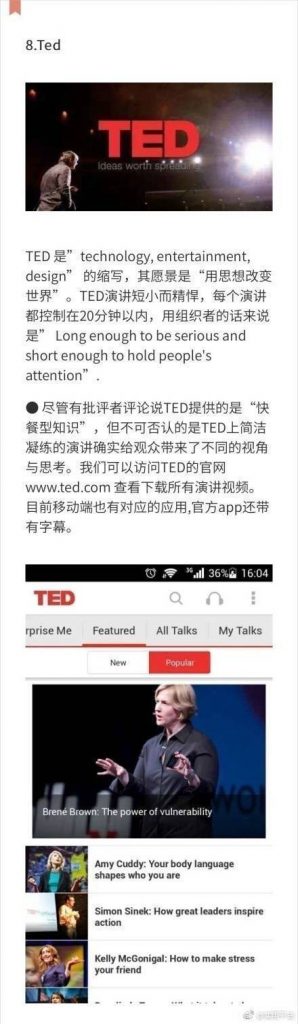 8.Ted
TED
Ideas worth spreading
TED 是” technology, entertainment,
design” 的缩写，其愿景是“用思想改变
世界”。TED演讲短小而精悍，每个演讲
都控制在20分钟以内，用组织者的话来说
是” Long enough to be serious and
short enough to hold people's
attention”.
● 尽管有批评者评论说TED提供的是“快
餐型知识”，但不可否认的是TED上简洁
凝练的演讲确实给观众带来了不同的视角
与思考。我们可以访问TED的官网
www.ted.com 查看下载所有演讲视频。
目前移动端也有对应的应用,官方app还带
有字幕。
3G 36% 16:04
TED
rprise Me Featured All Talks My Talks
New Popular
Brené Brown: The power of vulnerability
Amy Cuddy: Your body language
shapes who you are
Simon Sinek: How great leaders inspire
action
Kelly McGonigal: How to make stress
your friend